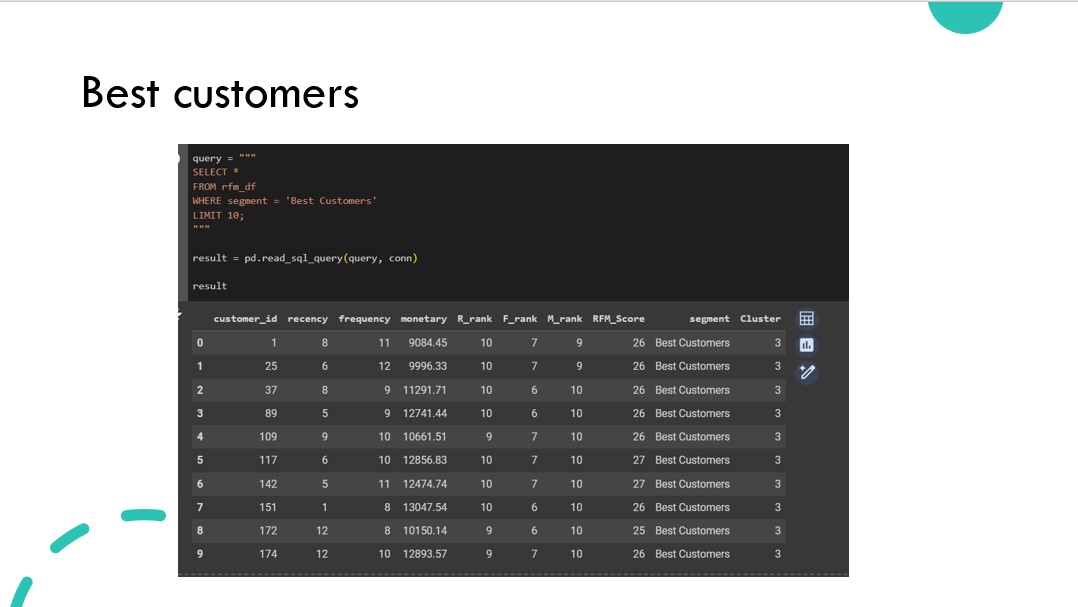 Best customers
query = """
SELECT *
FROM rfm_df
WHERE segment = 'Best Customers'
LIMIT 10;
"""
result = pd.read_sql_query(query, conn)
result
customer_id recency frequency monetary R_rank F_rank M_rank RFM_Score segment Cluster
0 1 8 11 9084.45 10 7 9 26 Best Customers 3
1 25 6 12 9996.33 10 7 9 26 Best Customers 3
2 37 8 9 11291.71 10 6 10 26 Best Customers 3
3 89 5 9 12741.44 10 6 10 26 Best Customers 3
4 109 9 10 10661.51 9 7 10 26 Best Customers 3
5 117 6 10 12856.83 10 7 10 27 Best Customers 3
6 142 5 11 12474.74 10 7 10 27 Best Customers 3
7 151 1 8 13047.54 10 6 10 26 Best Customers 3
8 172 12 8 10150.14 9 6 10 25 Best Customers 3
9 174 12 10 12893.57 9 7 10 26 Best Customers 3